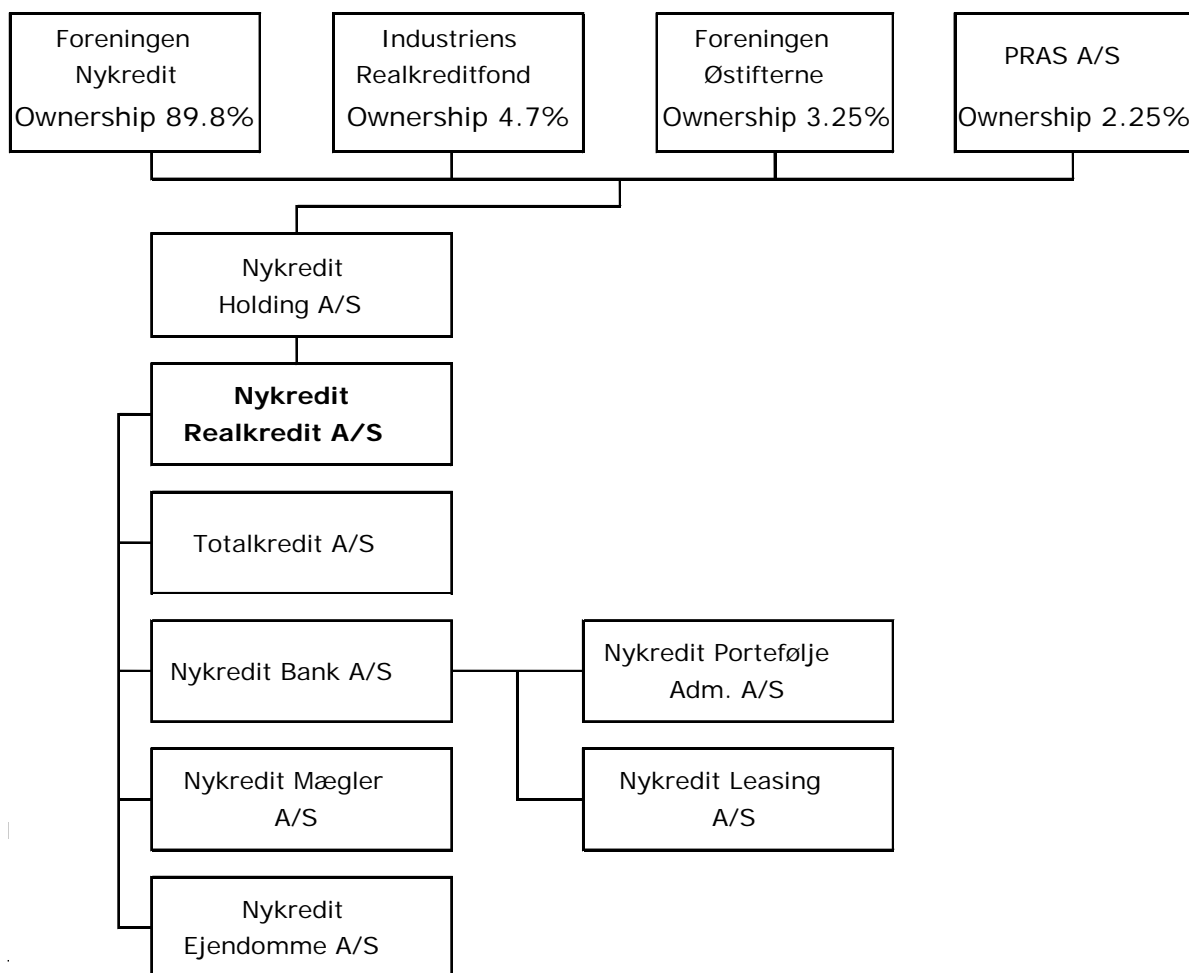 Foreningen
Nykredit
Ownership 89.8%
Industriens
Realkreditfond
Ownership 4.7%
Foreningen
Østifterne
Ownership 3.25%
PRAS A/S
Ownership 2.25%
Nykredit
Holding A/S
Nykredit
Realkredit A/S
Totalkredit A/S
Nykredit Bank A/S
Nykredit Portefølje
Adm. A/S
Nykredit Mægler
A/S
Nykredit Leasing
A/S
Nykredit
Ejendomme A/S